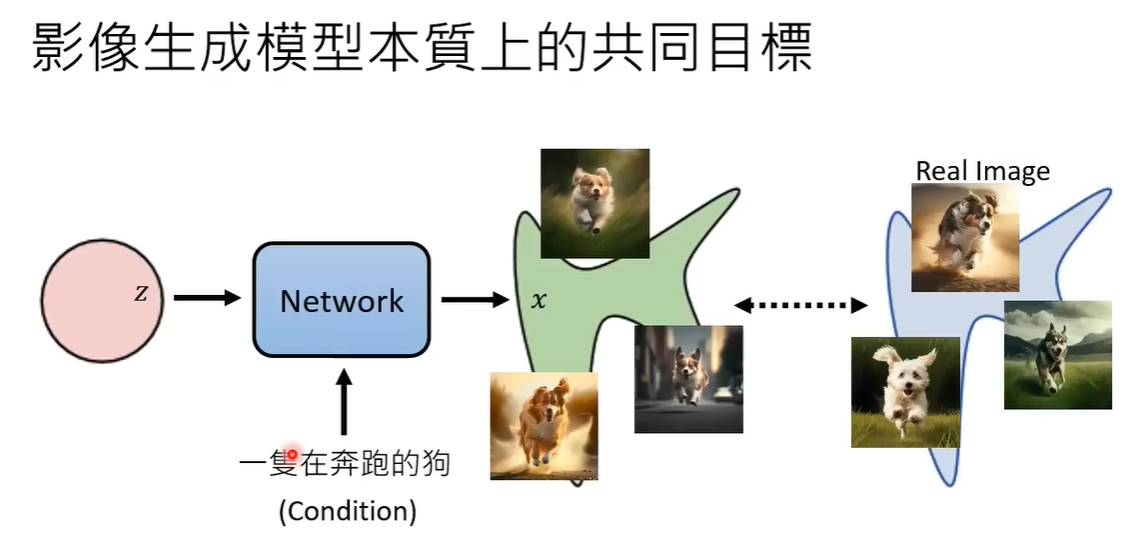 影像生成模型本質上的共同目標
Real Image
z
Network
x
一隻在奔跑的狗
(Condition)